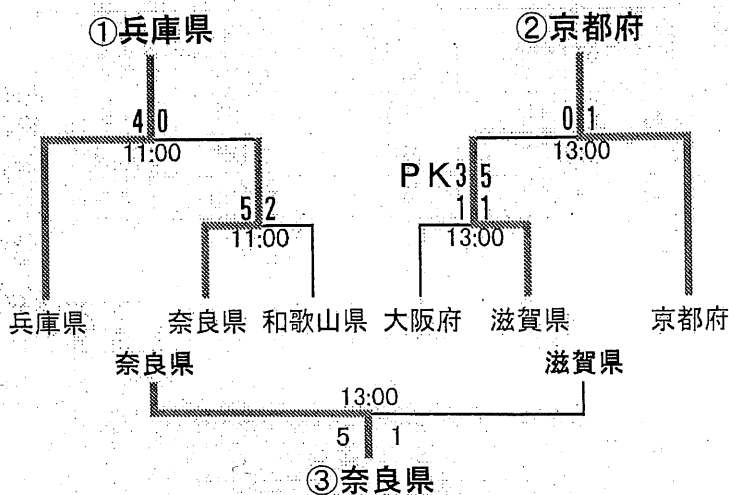 ①兵庫県 ②京都府
4 0 0 1
11:00 13:00
PK 3 5
5 2 1 1
11:00 13:00
兵庫県 奈良県 和歌山県 大阪府 滋賀県 京都府
奈良県 滋賀県
13:00
5 1
③奈良県